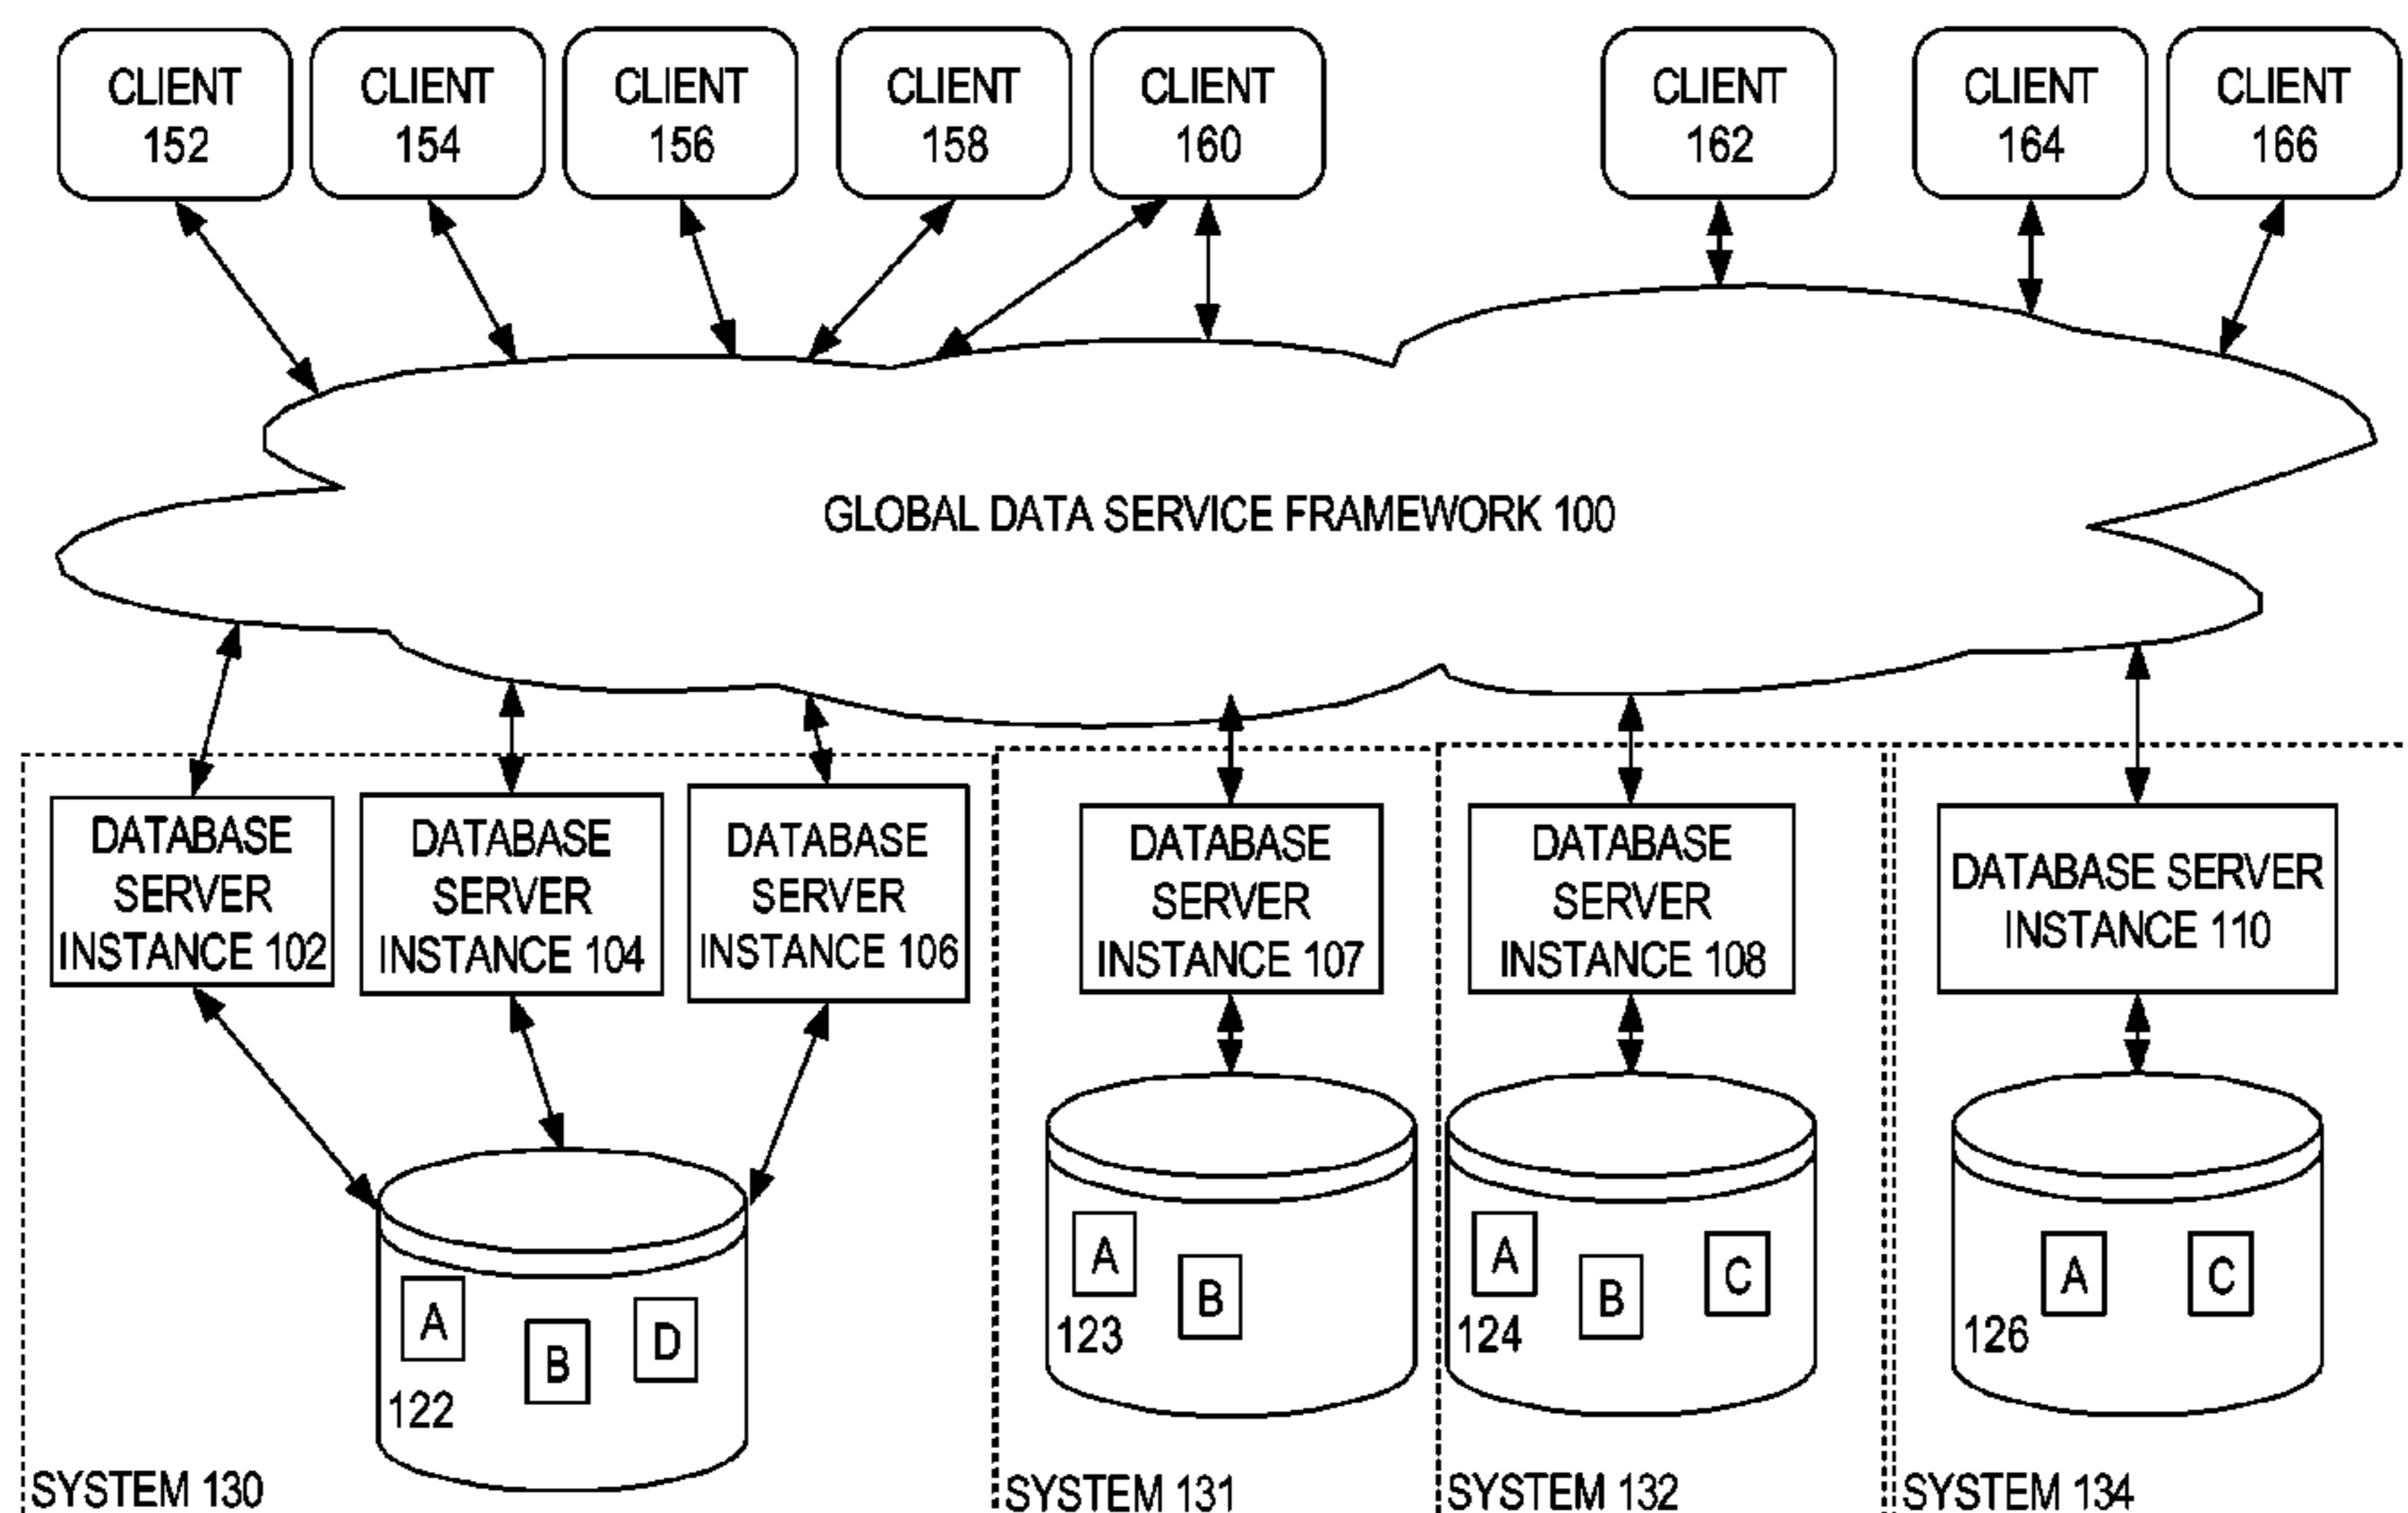 CLIENT
152
CLIENT
154
CLIENT
156
CLIENT
158
CLIENT
160
CLIENT
162
CLIENT
164
CLIENT
166
GLOBAL DATA SERVICE FRAMEWORK 100
DATABASE
SERVER
INSTANCE 102
DATABASE
SERVER
INSTANCE 104
DATABASE
SERVER
INSTANCE 106
DATABASE
SERVER
INSTANCE 107
DATABASE
SERVER
INSTANCE 108
DATABASE SERVER
INSTANCE 110
A
B
D
122
A
B
123
A
B
C
124
A
C
126
SYSTEM 130
SYSTEM 131
SYSTEM 132
SYSTEM 134